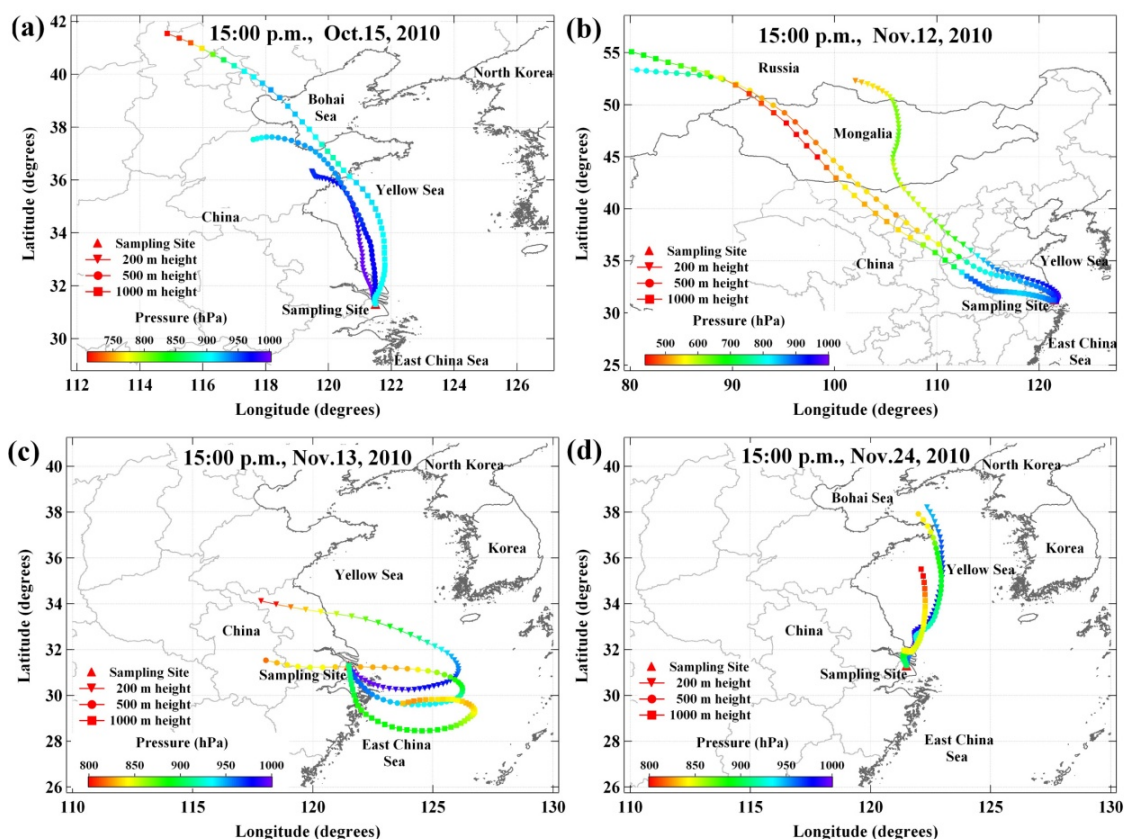 (a)
15:00 p.m., Oct.15, 2010
North Korea
Bohai
Sea
Yellow Sea
China
Sampling Site
200 m height
500 m height
1000 m height
Sampling Site
Pressure (hPa)
750 800 850 900 950 1000
East China Sea
Latitude (degrees)
42
40
38
36
34
32
30
112 114 116 118 120 122 124 126
Longitude (degrees)
(b)
15:00 p.m., Nov.12, 2010
Russia
Mongalia
China
Yellow Sea
Sampling Site
200 m height
500 m height
1000 m height
Sampling Site
Pressure (hPa)
500 600 700 800 900 1000
East China
Sea
Latitude (degrees)
55
50
45
40
35
30
25
80 90 100 110 120
Longitude (degrees)
(c)
15:00 p.m., Nov.13, 2010
North Korea
Korea
Yellow Sea
China
Sampling Site
Sampling Site
200 m height
500 m height
1000 m height
Pressure (hPa)
800 850 900 950 1000
East China
Sea
Latitude (degrees)
40
38
36
34
32
30
28
26
110 115 120 125 130
Longitude (degrees)
(d)
15:00 p.m., Nov.24, 2010
North Korea
Bohai Sea
Korea
Yellow Sea
China
Sampling Site
Sampling Site
200 m height
500 m height
1000 m height
Pressure (hPa)
800 850 900 950 1000
East China
Sea
Latitude (degrees)
40
38
36
34
32
30
28
26
110 115 120 125 130
Longitude (degrees)